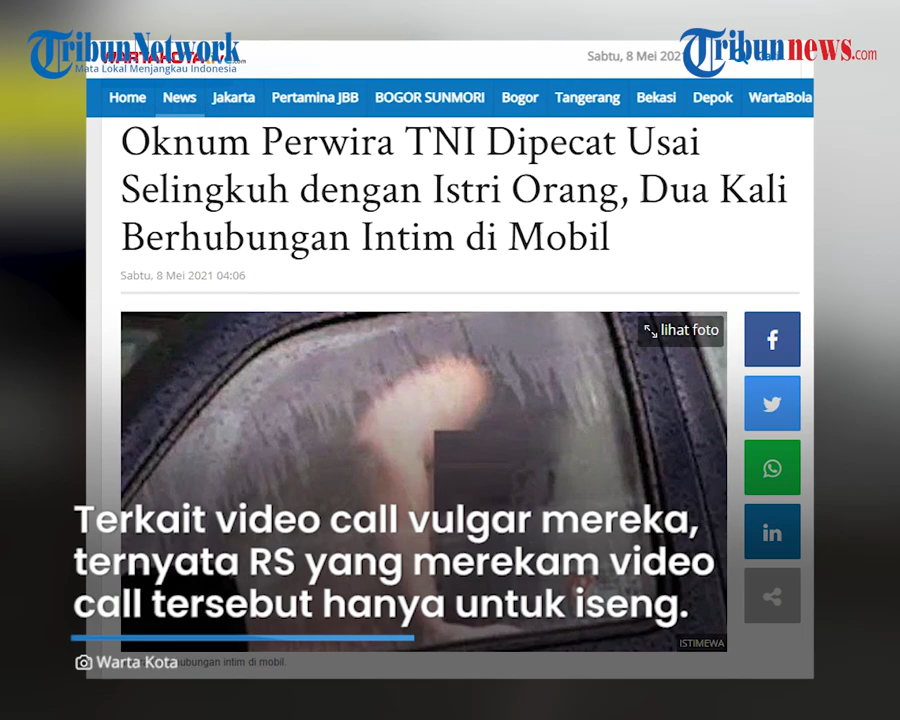 TribunNetwork
Mata Lokal Menjangkau Indonesia
WARTAKOTA
Sabtu, 8 Mei 202
Tribunnews.com
Home News Jakarta Pertamina JBB BOGOR SUNMORI Bogor Tangerang Bekasi Depok WartaBola
Oknum Perwira TNI Dipecat Usai
Selingkuh dengan Istri Orang, Dua Kali
Berhubungan Intim di Mobil
Sabtu, 8 Mei 2021 04:06
lihat foto
Terkait video call vulgar mereka,
ternyata RS yang merekam video
call tersebut hanya untuk iseng.
ISTIMEWA
Warta Kota
ubungan intim di mobil.